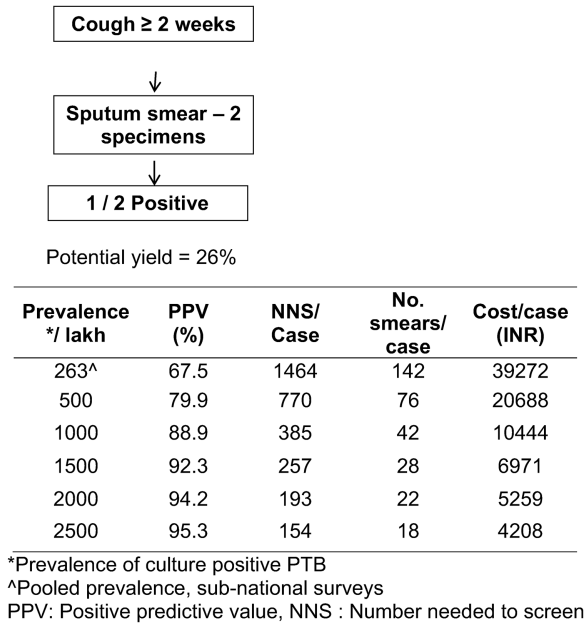 Cough ≥ 2 weeks
Sputum smear – 2
specimens
1 / 2 Positive
Potential yield = 26%
Prevalence */ lakh PPV (%) NNS/ Case No. smears/ case Cost/case (INR)
263^ 67.5 1464 142 39272
500 79.9 770 76 20688
1000 88.9 385 42 10444
1500 92.3 257 28 6971
2000 94.2 193 22 5259
2500 95.3 154 18 4208
*Prevalence of culture positive PTB
^Pooled prevalence, sub-national surveys
PPV: Positive predictive value, NNS : Number needed to screen